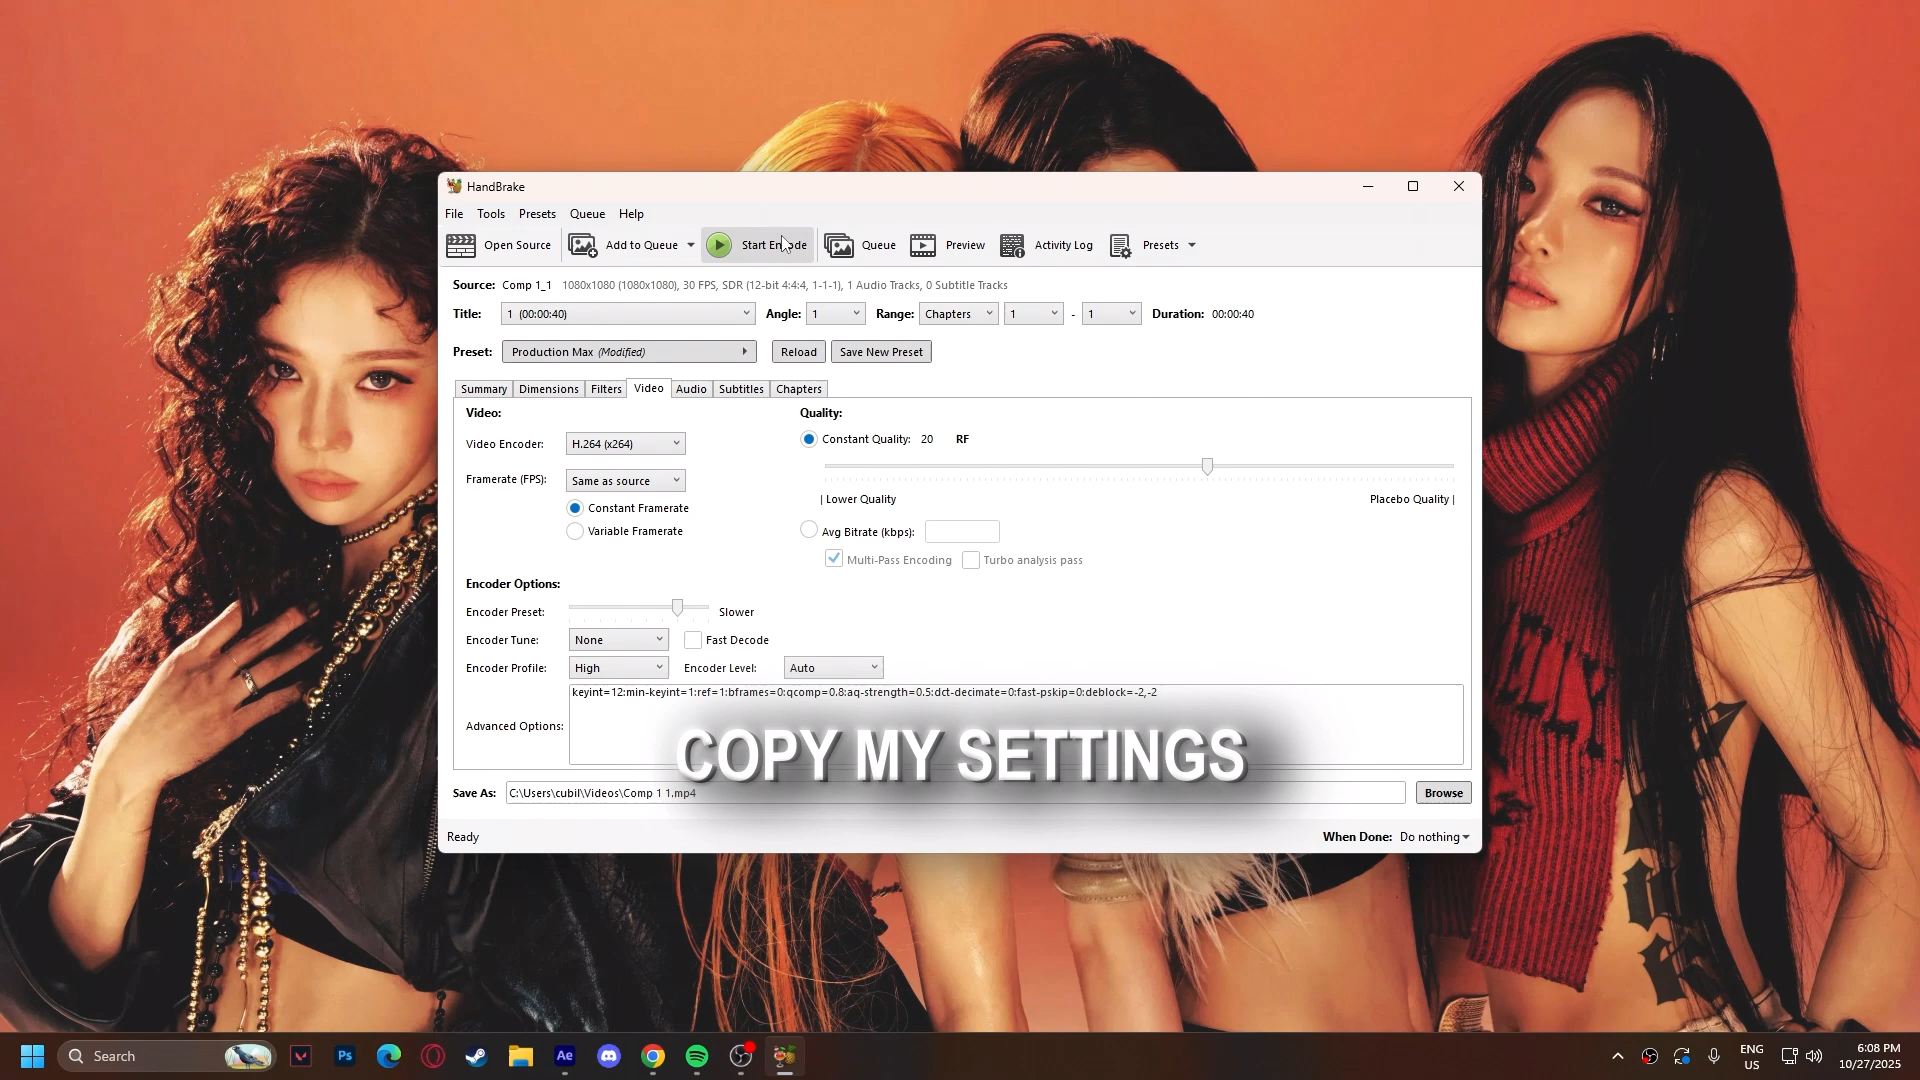 HandBrake
File Tools Presets Queue Help
Open Source Add to Queue Start Encode Queue Preview Activity Log Presets
Source: Comp 1_1 1080x1080 (1080x1080), 30 FPS, SDR (12-bit 4:4:4, 1-1-1), 1 Audio Tracks, 0 Subtitle Tracks
Title: 1 (00:00:40) Angle: 1 Range: Chapters 1 - 1 Duration: 00:00:40
Preset: Production Max (Modified) Reload Save New Preset
Summary Dimensions Filters Video Audio Subtitles Chapters
Video: Quality:
Video Encoder: H.264 (x264) Constant Quality: 20 RF
Framerate (FPS): Same as source
| Lower Quality Placebo Quality |
Constant Framerate
Variable Framerate Avg Bitrate (kbps):
Multi-Pass Encoding Turbo analysis pass
Encoder Options:
Encoder Preset: Slower
Encoder Tune: None Fast Decode
Encoder Profile: High Encoder Level: Auto
keyint=12:min-keyint=1:ref=1:bframes=0:qcomp=0.8:aq-strength=0.5:dct-decimate=0:fast-pskip=0:deblock=-2,-2
Advanced Options:
COPY MY SETTINGS
Save As: C:\Users\cubil\Videos\Comp 1 1.mp4 Browse
Ready When Done: Do nothing
Search Ps Ae ENG US 6:08 PM
10/27/2025